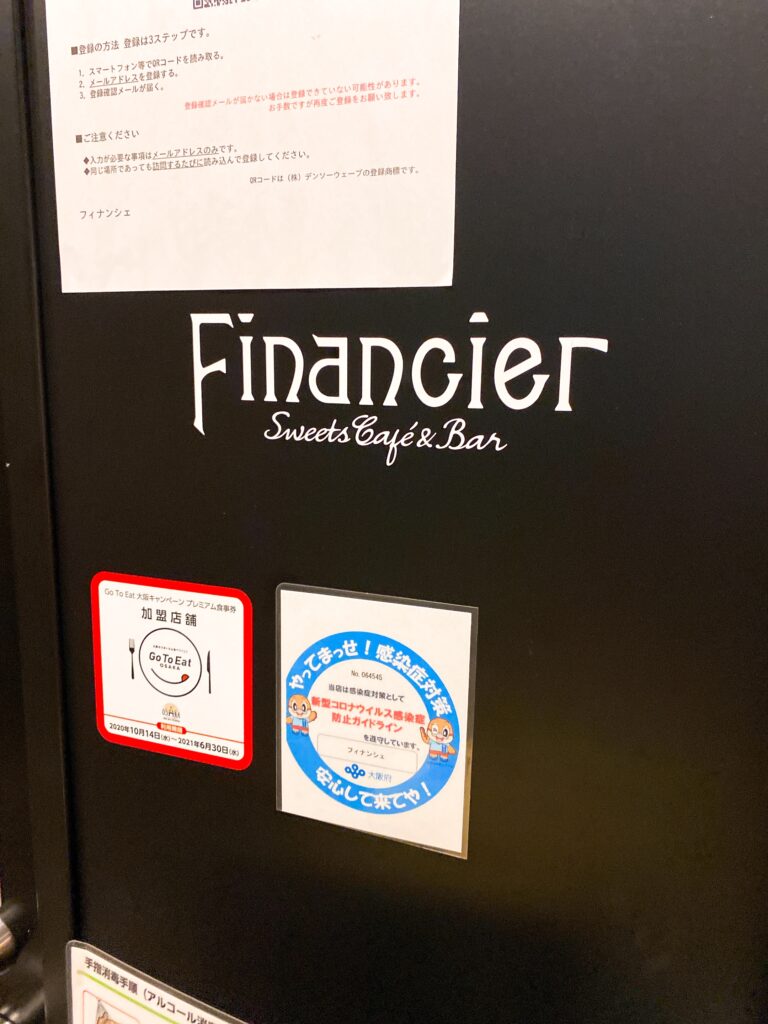 ■登録の方法 登録は3ステップです。
1. スマートフォン等でQRコードを読み取る。
2. メールアドレスを登録する。
3. 登録確認メールが届く。
登録確認メールが届かない場合は登録できていない可能性があります。
お手数ですが再度ご登録をお願い致します。
■ご注意ください
◆入力が必要な事項はメールアドレスのみです。
◆同じ場所であっても訪問するたびに読み込んで登録してください。
QRコードは（株）デンソーウェーブの登録商標です。
フィナンシェ
Financier
Sweets Café & Bar
Go To Eat 大阪キャンペーン プレミアム食事券
加盟店舗
Go To Eat
OSAKA
2020年10月14日(水)～2021年6月30日(水)
やってまっせ！感染症対策
No. 064545
当店は感染症対策として
新型コロナウイルス感染症
防止ガイドライン
を遵守しています。
フィナンシェ
大阪府
安心して来てや！
手指消毒手順（アルコール消